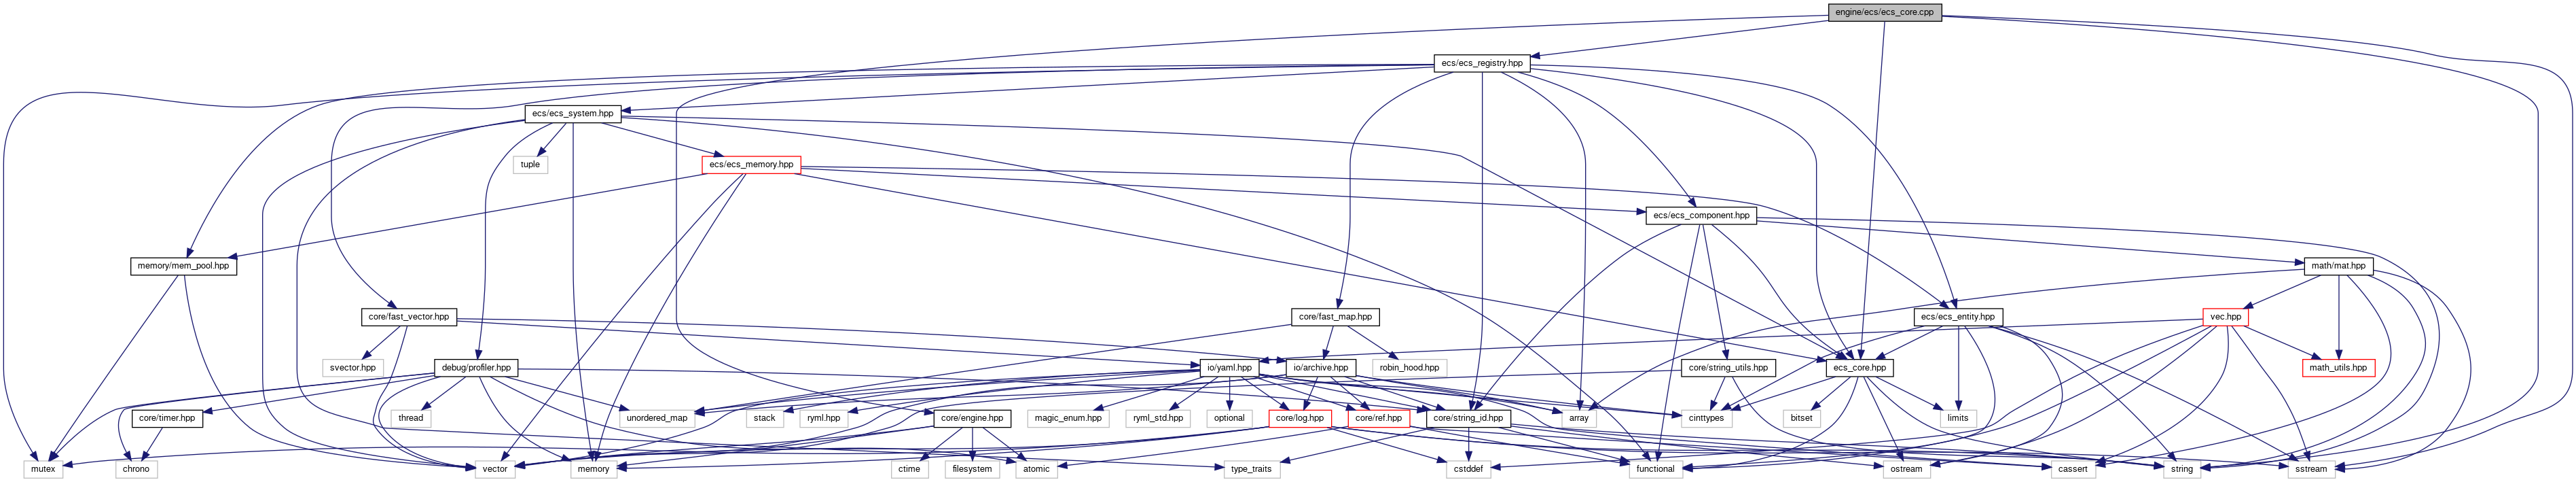 engine/ecs/ecs_core.cpp
ecs/ecs_registry.hpp
ecs/ecs_system.hpp
tuple
ecs/ecs_memory.hpp
ecs/ecs_component.hpp
memory/mem_pool.hpp
math/mat.hpp
core/fast_vector.hpp
core/fast_map.hpp
ecs/ecs_entity.hpp
vec.hpp
svector.hpp
debug/profiler.hpp
io/yaml.hpp
io/archive.hpp
robin_hood.hpp
core/string_utils.hpp
ecs_core.hpp
math_utils.hpp
core/timer.hpp
thread
unordered_map
stack
ryml.hpp
core/engine.hpp
magic_enum.hpp
ryml_std.hpp
optional
core/log.hpp
core/ref.hpp
core/string_id.hpp
array
cinttypes
bitset
limits
mutex
chrono
vector
memory
ctime
filesystem
atomic
type_traits
cstddef
functional
ostream
cassert
string
sstream